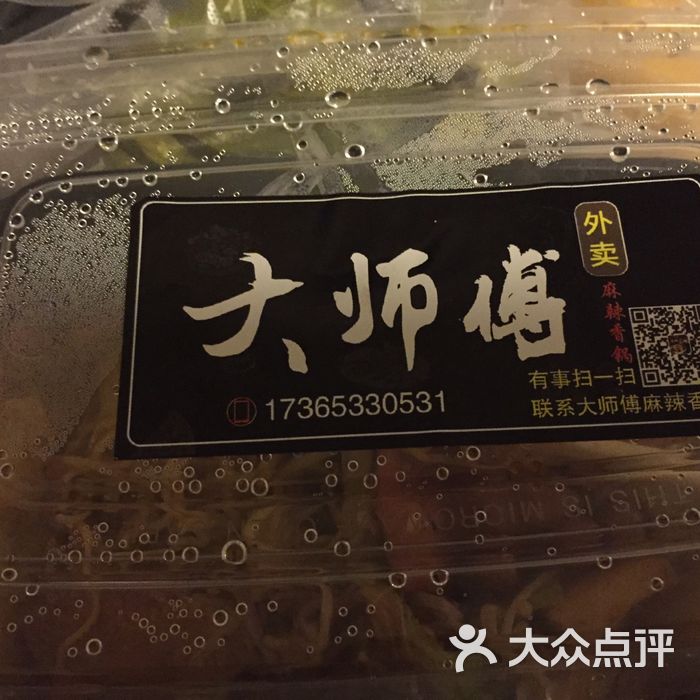 外卖
大师傅
麻辣香锅
有事扫一扫
17365330531
联系大师傅麻辣香
THIS IS MICROW
大众点评